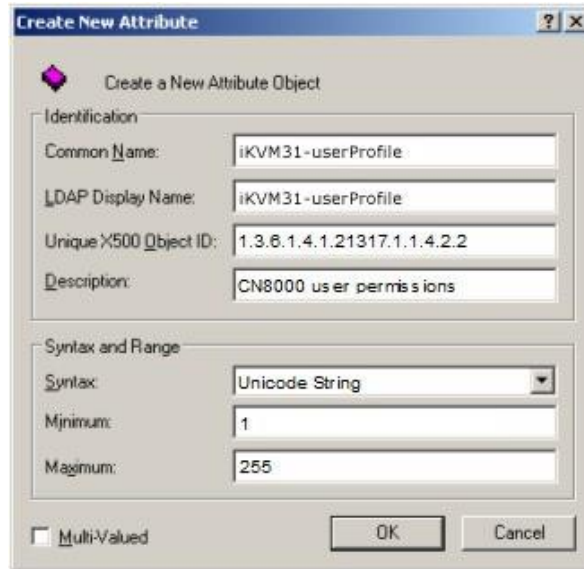 Create New Attribute
Create a New Attribute Object
Identification
Common Name: iKVM31-userProfile
LDAP Display Name: iKVM31-userProfile
Unique X500 Object ID: 1.3.6.1.4.1.21317.1.1.4.2.2
Description: CN8000 user permissions
Syntax and Range
Syntax: Unicode String
Minimum: 1
Maximum: 255
Multi-Valued
OK Cancel